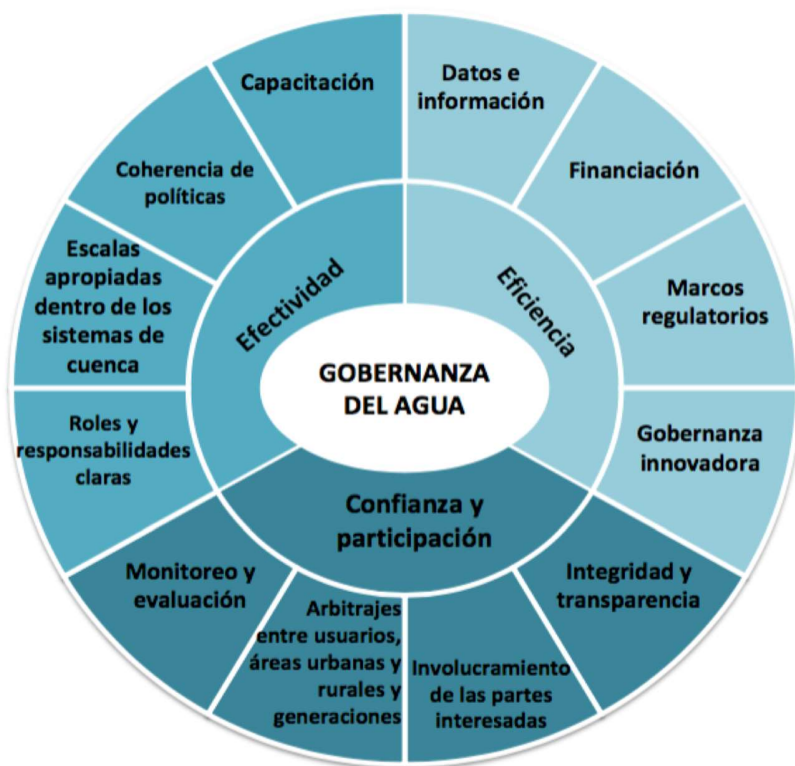 GOBERNANZA
DEL AGUA
Efectividad
Eficiencia
Confianza y
participación
Capacitación
Datos e
información
Financiación
Marcos
regulatorios
Gobernanza
innovadora
Integridad y
transparencia
Involucramiento
de las partes
interesadas
Arbitrajes
entre usuarios,
áreas urbanas y
rurales y
generaciones
Monitoreo y
evaluación
Roles y
responsabilidades
claras
Escalas
apropiadas
dentro de los
sistemas de
cuenca
Coherencia de
políticas